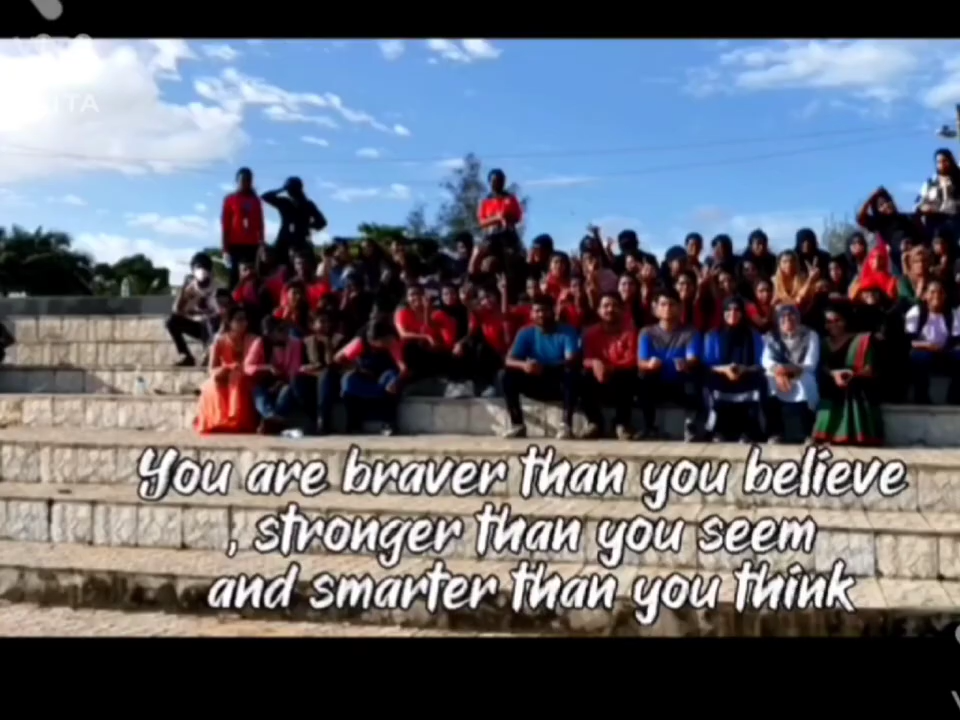 You are braver than you believe
, stronger than you seem
and smarter than you think